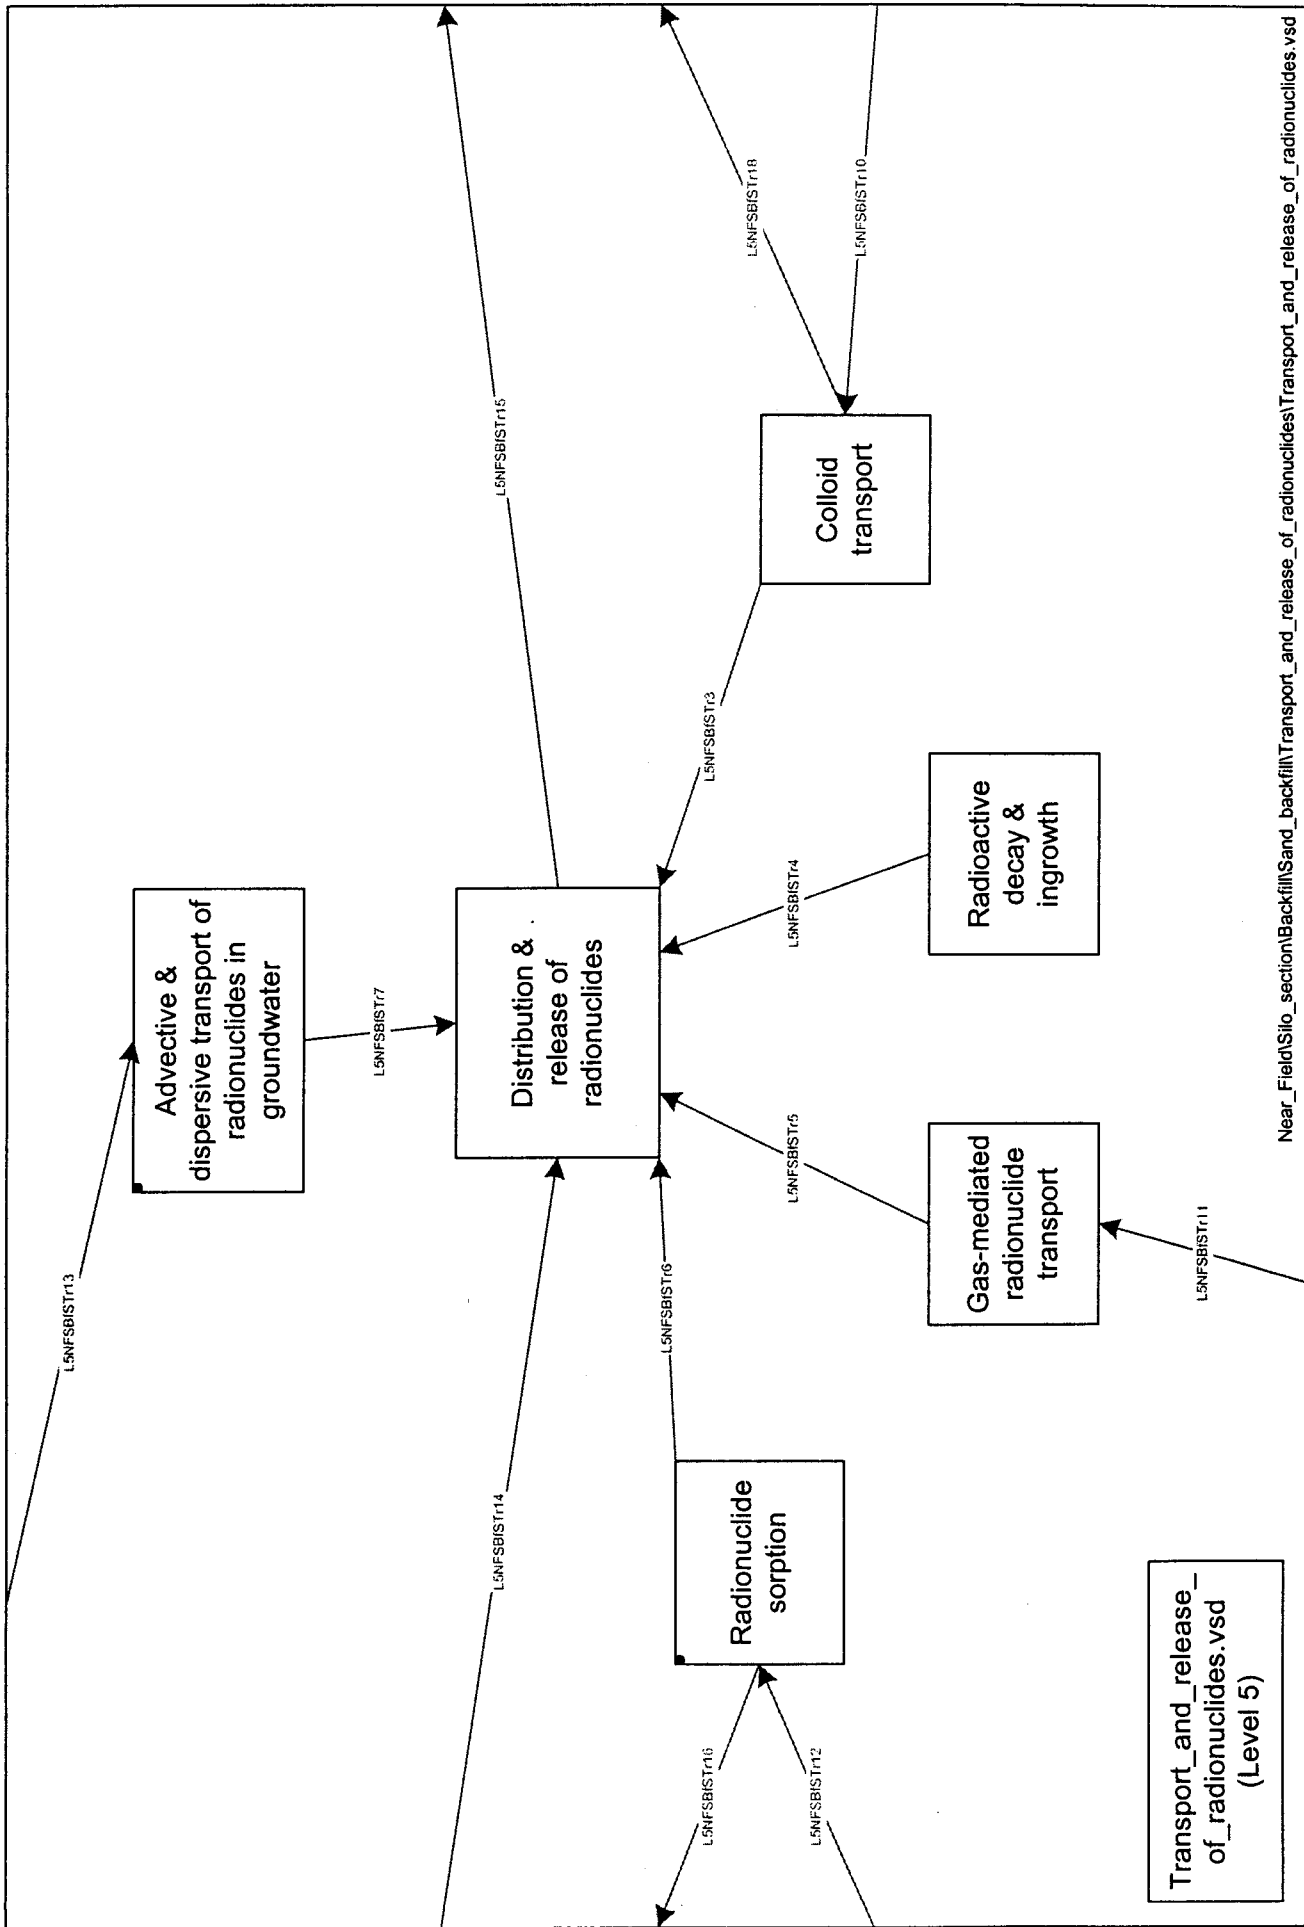 L5NFSBfSTr13
Advective &
dispersive transport of
radionuclides in
groundwater
L5NFSBfSTr7
L5NFSBfSTr14
L5NFSBfSTr15
Distribution &
release of
radionuclides
L5NFSBfSTr6
L5NFSBfSTr3
L5NFSBfSTr18
L5NFSBfSTr10
L5NFSBfSTr16
L5NFSBfSTr12
Radionuclide
sorption
L5NFSBfSTr5
L5NFSBfSTr4
Colloid
transport
Gas-mediated
radionuclide
transport
Radioactive
decay &
ingrowth
L5NFSBfSTr11
Transport_and_release_
of_radionuclides.vsd
(Level 5)
Near_Field\Silo_section\Backfill\Sand_backfill\Transport_and_release_of_radionuclides\Transport_and_release_of_radionuclides.vsd